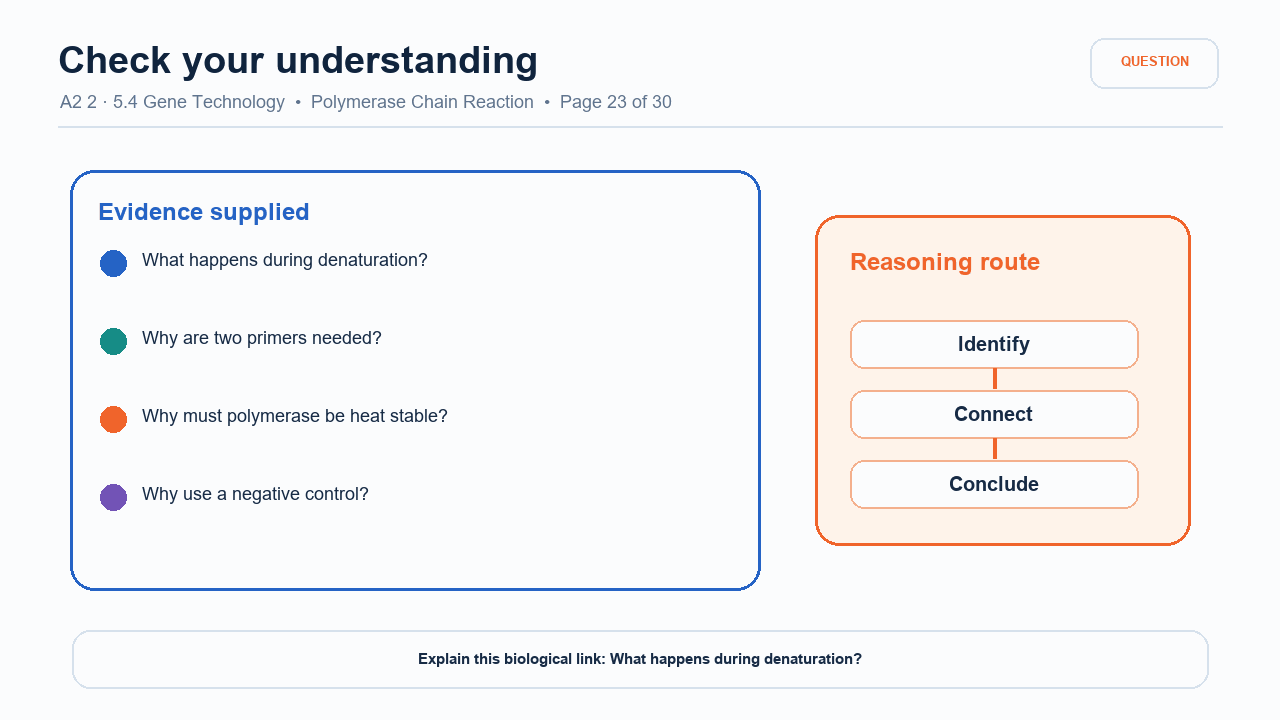 Check your understanding
QUESTION
A2 2 · 5.4 Gene Technology • Polymerase Chain Reaction • Page 23 of 30
Evidence supplied
What happens during denaturation?
Why are two primers needed?
Why must polymerase be heat stable?
Why use a negative control?
Reasoning route
Identify
Connect
Conclude
Explain this biological link: What happens during denaturation?